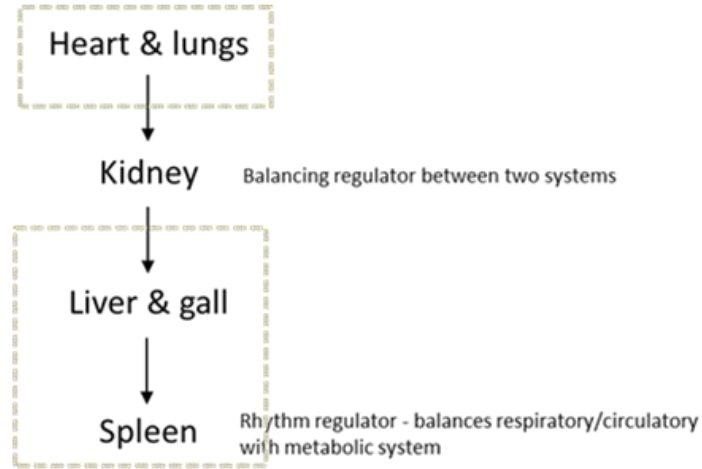 Heart & lungs
Kidney
Balancing regulator between two systems
Liver & gall
Spleen
Rhythm regulator - balances respiratory/circulatory
with metabolic system